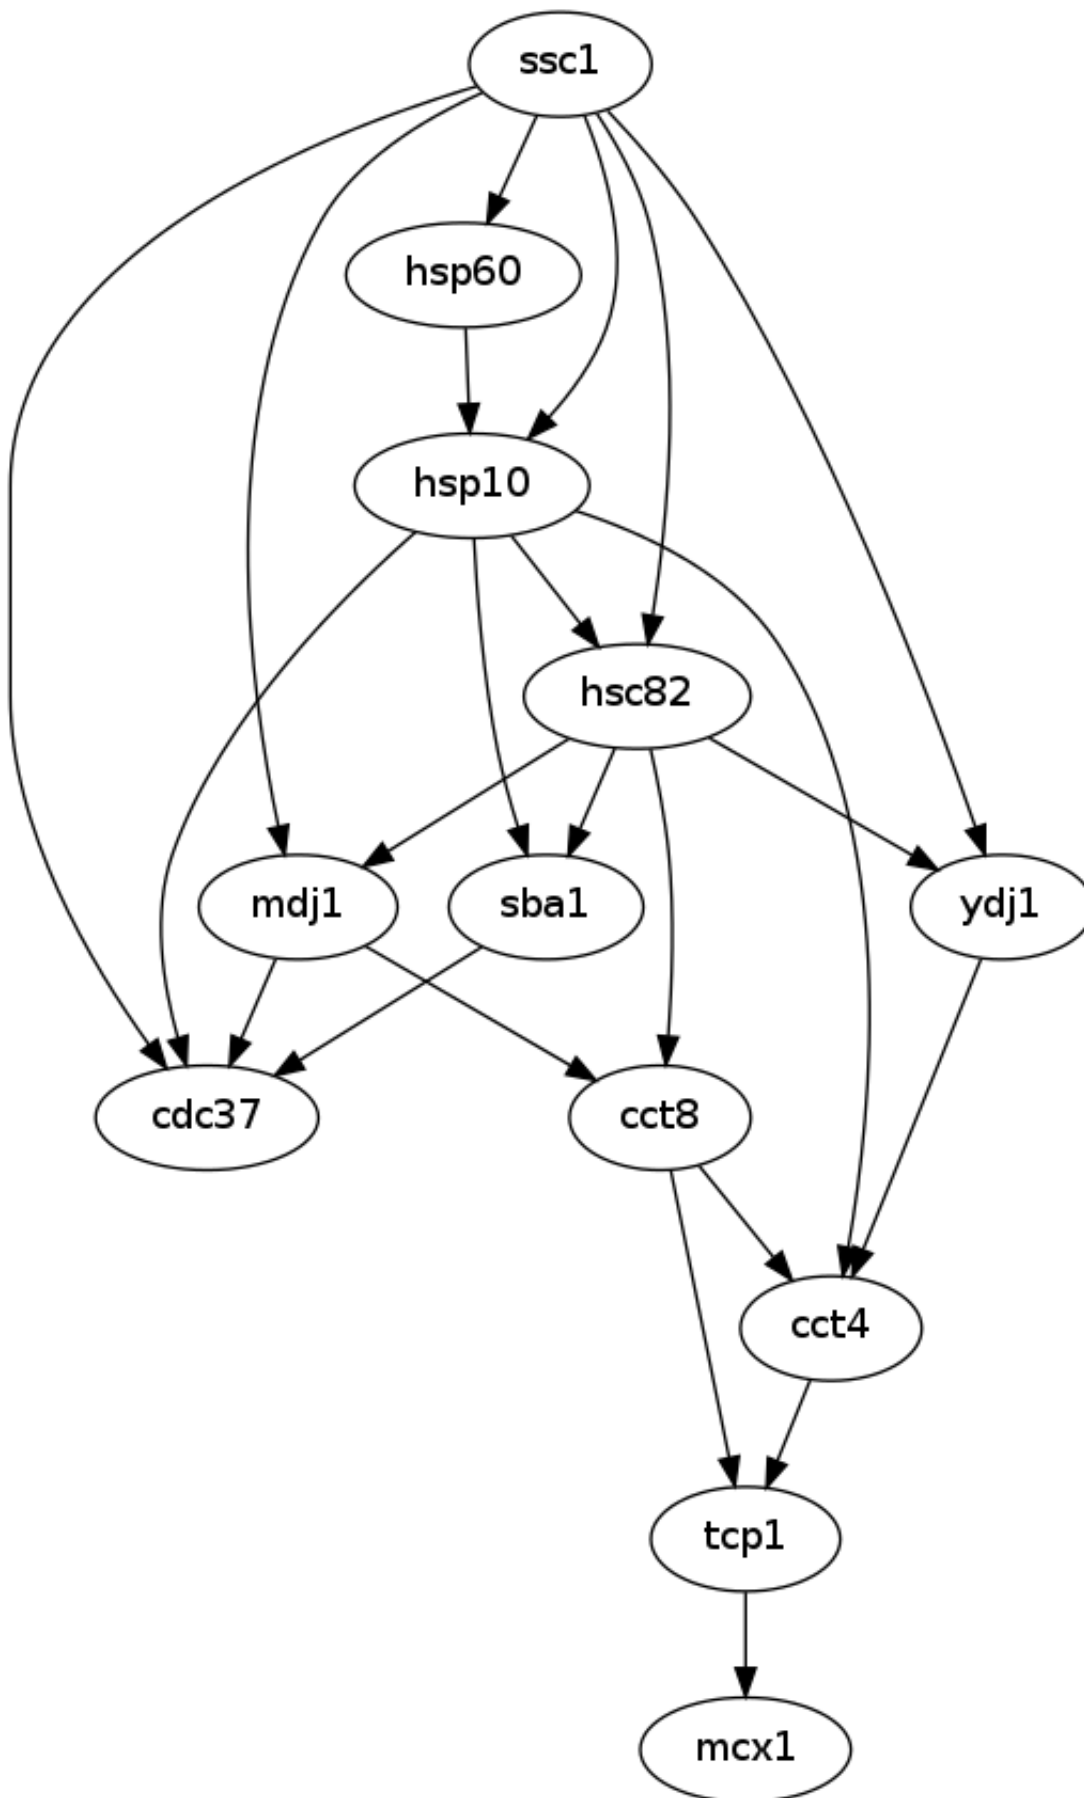 ssc1
hsp60
hsp10
hsc82
mdj1
sba1
ydj1
cdc37
cct8
cct4
tcp1
mcx1